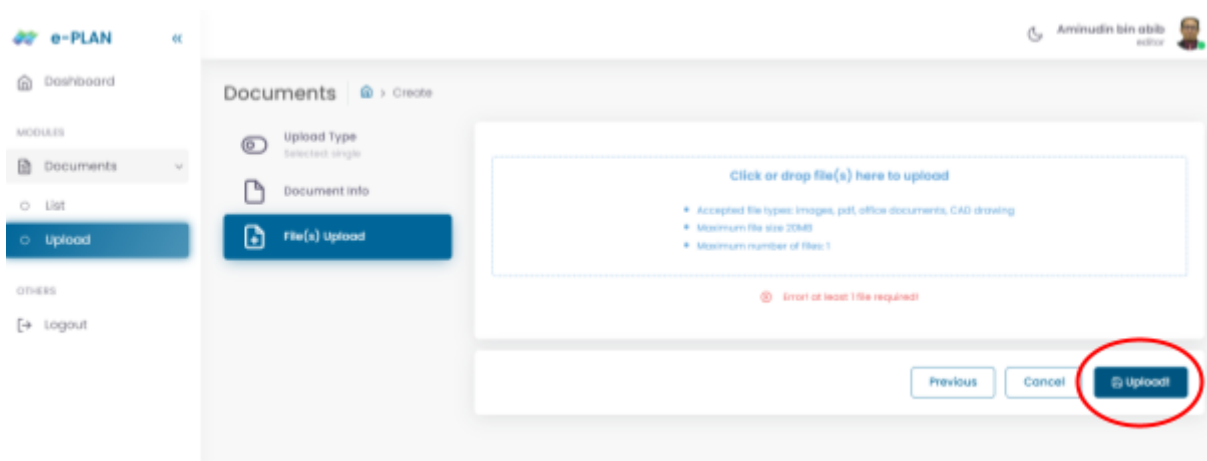 e-PLAN
Aminudin bin abib
editor
Dashboard
MODULES
Documents
List
Upload
OTHERS
Logout
Documents
> Create
Upload Type
Selected: single
Document Info
File(s) Upload
Click or drop file(s) here to upload
Accepted file types: images, pdf, office documents, CAD drawing
Maximum file size 20MB
Maximum number of files: 1
Error! at least 1 file required!
Previous
Cancel
Upload!